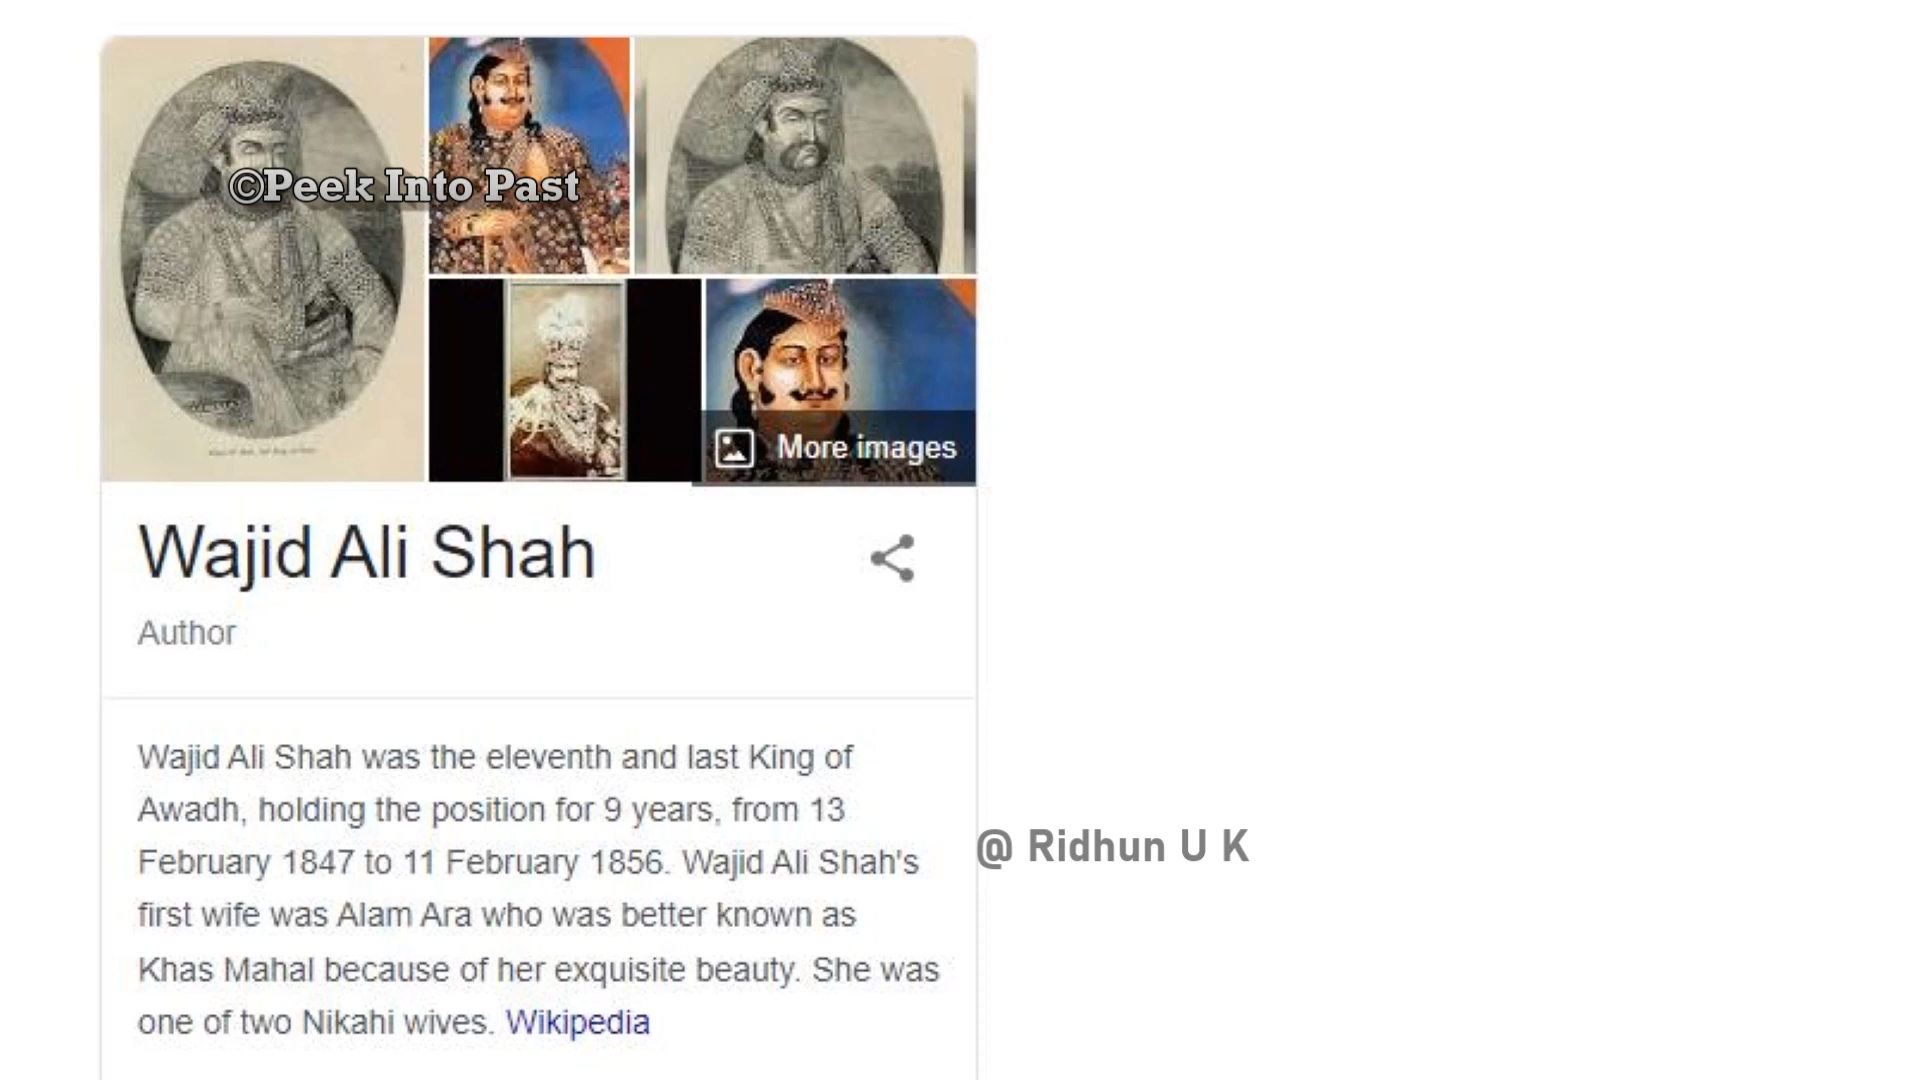 ©Peek Into Past
More images
Wajid Ali Shah
Author
Wajid Ali Shah was the eleventh and last King of
Awadh, holding the position for 9 years, from 13
February 1847 to 11 February 1856. Wajid Ali Shah's
first wife was Alam Ara who was better known as
Khas Mahal because of her exquisite beauty. She was
one of two Nikahi wives. Wikipedia
@ Ridhun U K